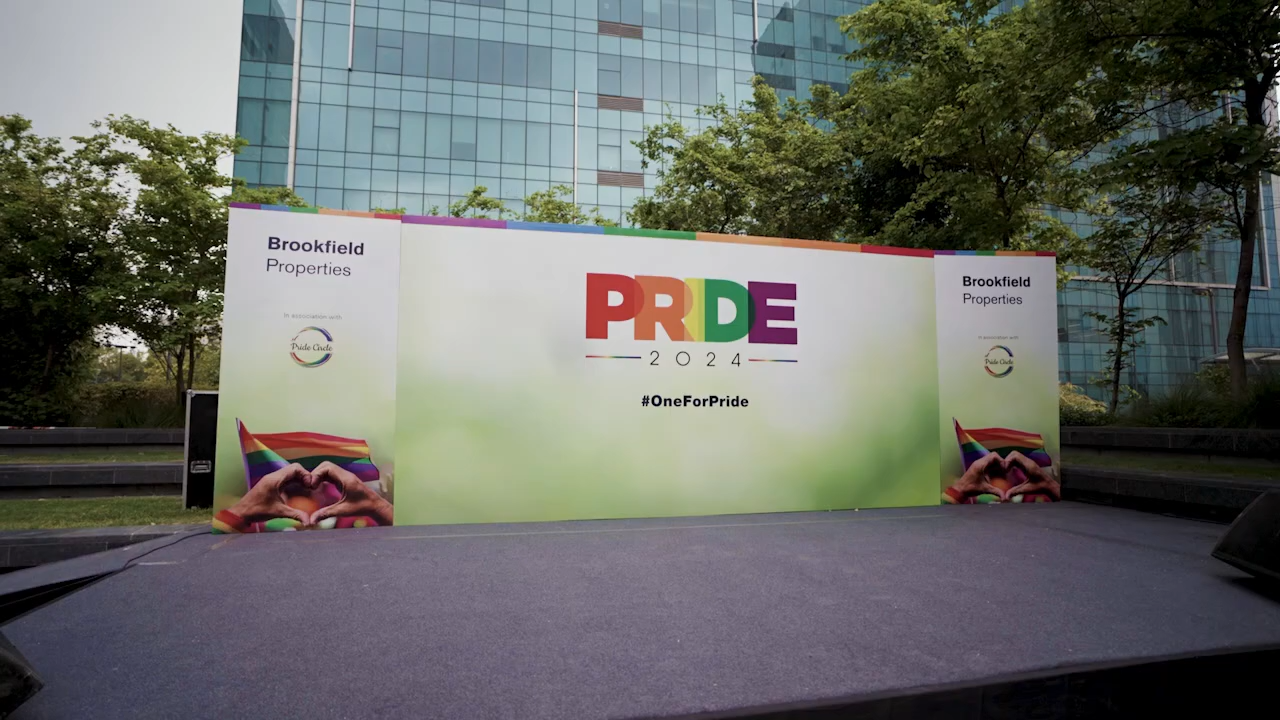 Brookfield
Properties
In association with
Pride Circle
PRIDE
2024
#OneForPride
Brookfield
Properties
In association with
Pride Circle